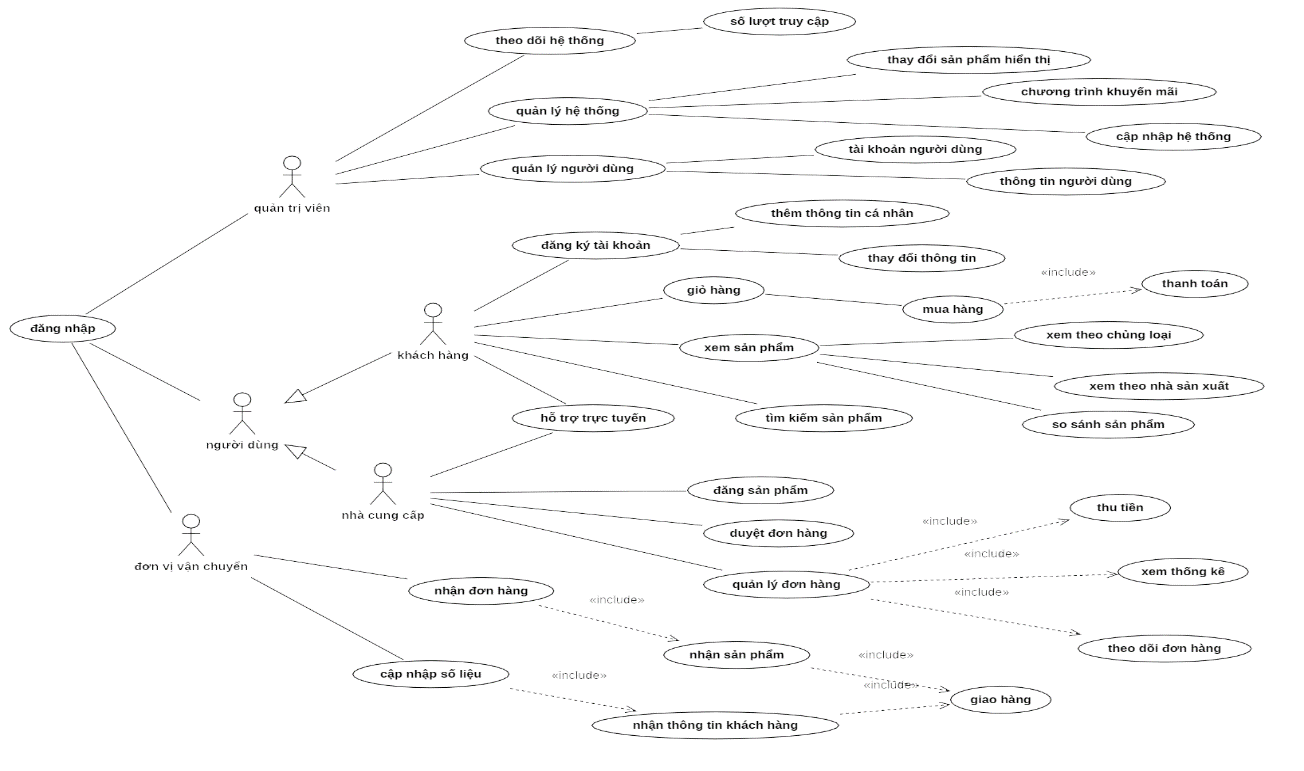 số lượt truy cập
theo dõi hệ thống
thay đổi sản phẩm hiển thị
chương trình khuyến mãi
quản lý hệ thống
cập nhập hệ thống
tài khoản người dùng
quản lý người dùng
thông tin người dùng
quản trị viên
thêm thông tin cá nhân
đăng ký tài khoản
thay đổi thông tin
«include»
thanh toán
giỏ hàng
mua hàng
đăng nhập
khách hàng
xem sản phẩm
xem theo chủng loại
xem theo nhà sản xuất
hỗ trợ trực tuyến
tìm kiếm sản phẩm
so sánh sản phẩm
người dùng
đăng sản phẩm
nhà cung cấp
thu tiền
«include»
duyệt đơn hàng
«include»
đơn vị vận chuyển
xem thống kê
quản lý đơn hàng
nhận đơn hàng
«include»
«include»
theo dõi đơn hàng
nhận sản phẩm
«include»
cập nhập số liệu
«include»
«include»
giao hàng
nhận thông tin khách hàng